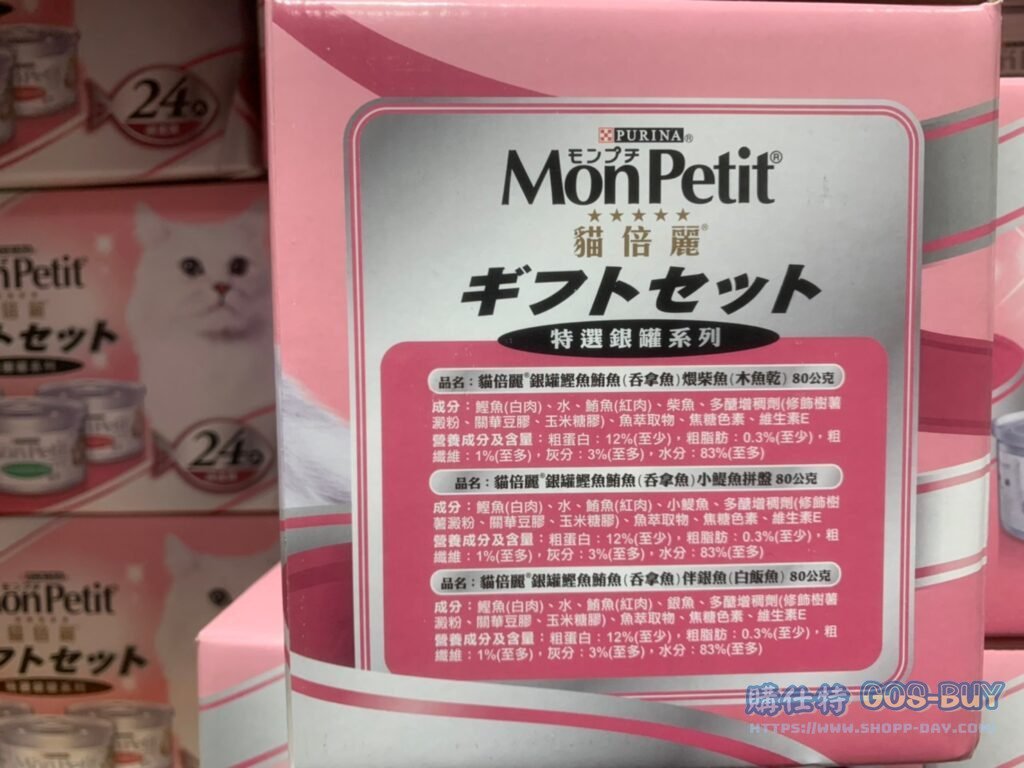 PURINA®
モンプチ
MonPetit®
貓倍麗®
ギフトセット
特選銀罐系列
品名：貓倍麗®銀罐鰹魚鮪魚(吞拿魚)煨柴魚(木魚乾) 80公克
成分：鰹魚(白肉)、水、鮪魚(紅肉)、柴魚、多醣增稠劑(修飾樹薯
澱粉、關華豆膠、玉米糖膠)、魚萃取物、焦糖色素、維生素E
營養成分及含量：粗蛋白：12%(至少)，粗脂肪：0.3%(至少)，粗
纖維：1%(至多)，灰分：3%(至多)，水分：83%(至多)
品名：貓倍麗®銀罐鰹魚鮪魚(吞拿魚)小鯷魚拼盤 80公克
成分：鰹魚(白肉)、水、鮪魚(紅肉)、小鯷魚、多醣增稠劑(修飾樹
薯澱粉、關華豆膠、玉米糖膠)、魚萃取物、焦糖色素、維生素E
營養成分及含量：粗蛋白：12%(至少)，粗脂肪：0.3%(至少)，粗
纖維：1%(至多)，灰分：3%(至多)，水分：83%(至多)
品名：貓倍麗®銀罐鰹魚鮪魚(吞拿魚)伴銀魚(白飯魚) 80公克
成分：鰹魚(白肉)、水、鮪魚(紅肉)、銀魚、多醣增稠劑(修飾樹薯
澱粉、關華豆膠、玉米糖膠)、魚萃取物、焦糖色素、維生素E
營養成分及含量：粗蛋白：12%(至少)，粗脂肪：0.3%(至少)，粗
纖維：1%(至多)，灰分：3%(至多)，水分：83%(至多)
Petit
24
nPetit
倍麗
トセット
24
モンプチ
onPetit
貓倍麗
フトセット
購仕特 GOS-BUY
HTTPS://WWW.SHOPP-DAY.COM/